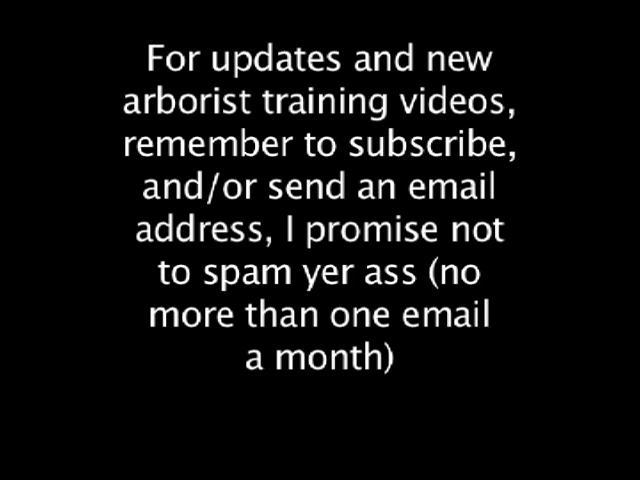 For updates and new
arborist training videos,
remember to subscribe,
and/or send an email
address, I promise not
to spam yer ass (no
more than one email
a month)